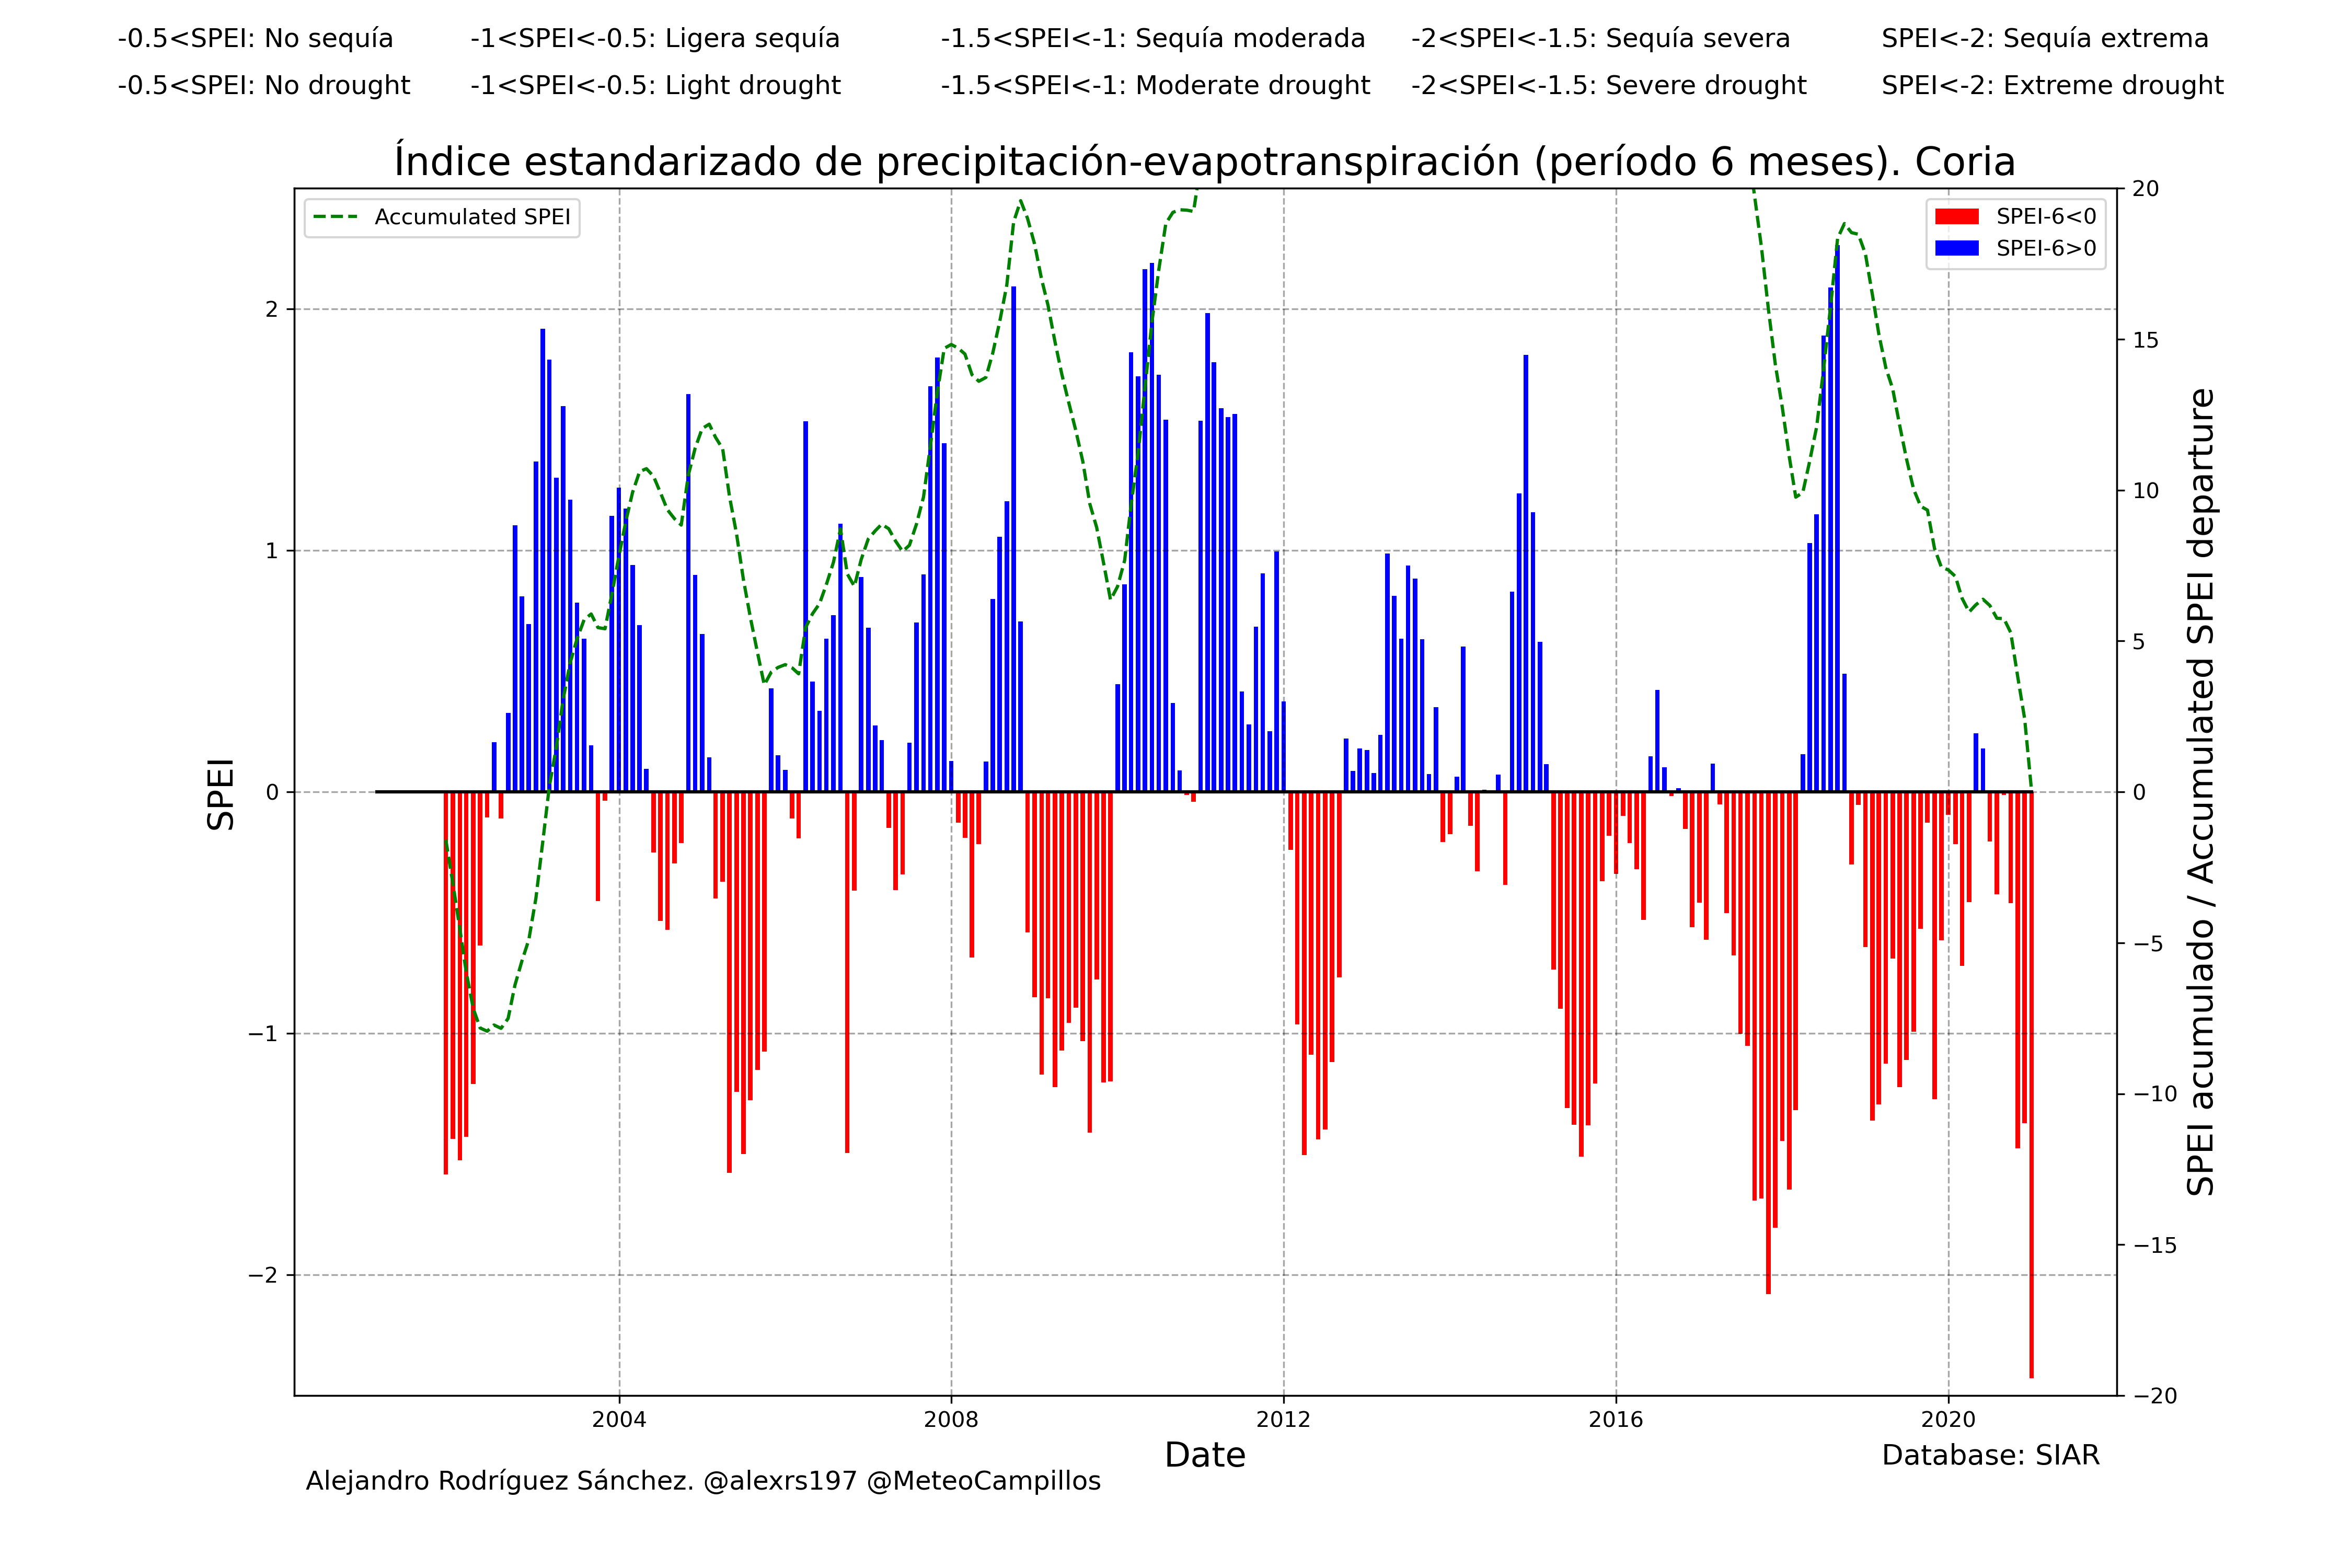 -0.5<SPEI: No sequía -1<SPEI<-0.5: Ligera sequía -1.5<SPEI<-1: Sequía moderada -2<SPEI<-1.5: Sequía severa SPEI<-2: Sequía extrema
-0.5<SPEI: No drought -1<SPEI<-0.5: Light drought -1.5<SPEI<-1: Moderate drought -2<SPEI<-1.5: Severe drought SPEI<-2: Extreme drought
Índice estandarizado de precipitación-evapotranspiración (período 6 meses). Coria
Accumulated SPEI
SPEI-6<0
SPEI-6>0
SPEI
2
1
0
−1
−2
20
15
10
5
0
−5
−10
−15
−20
SPEI acumulado / Accumulated SPEI departure
2004 2008 2012 2016 2020
Date
Database: SIAR
Alejandro Rodríguez Sánchez. @alexrs197 @MeteoCampillos